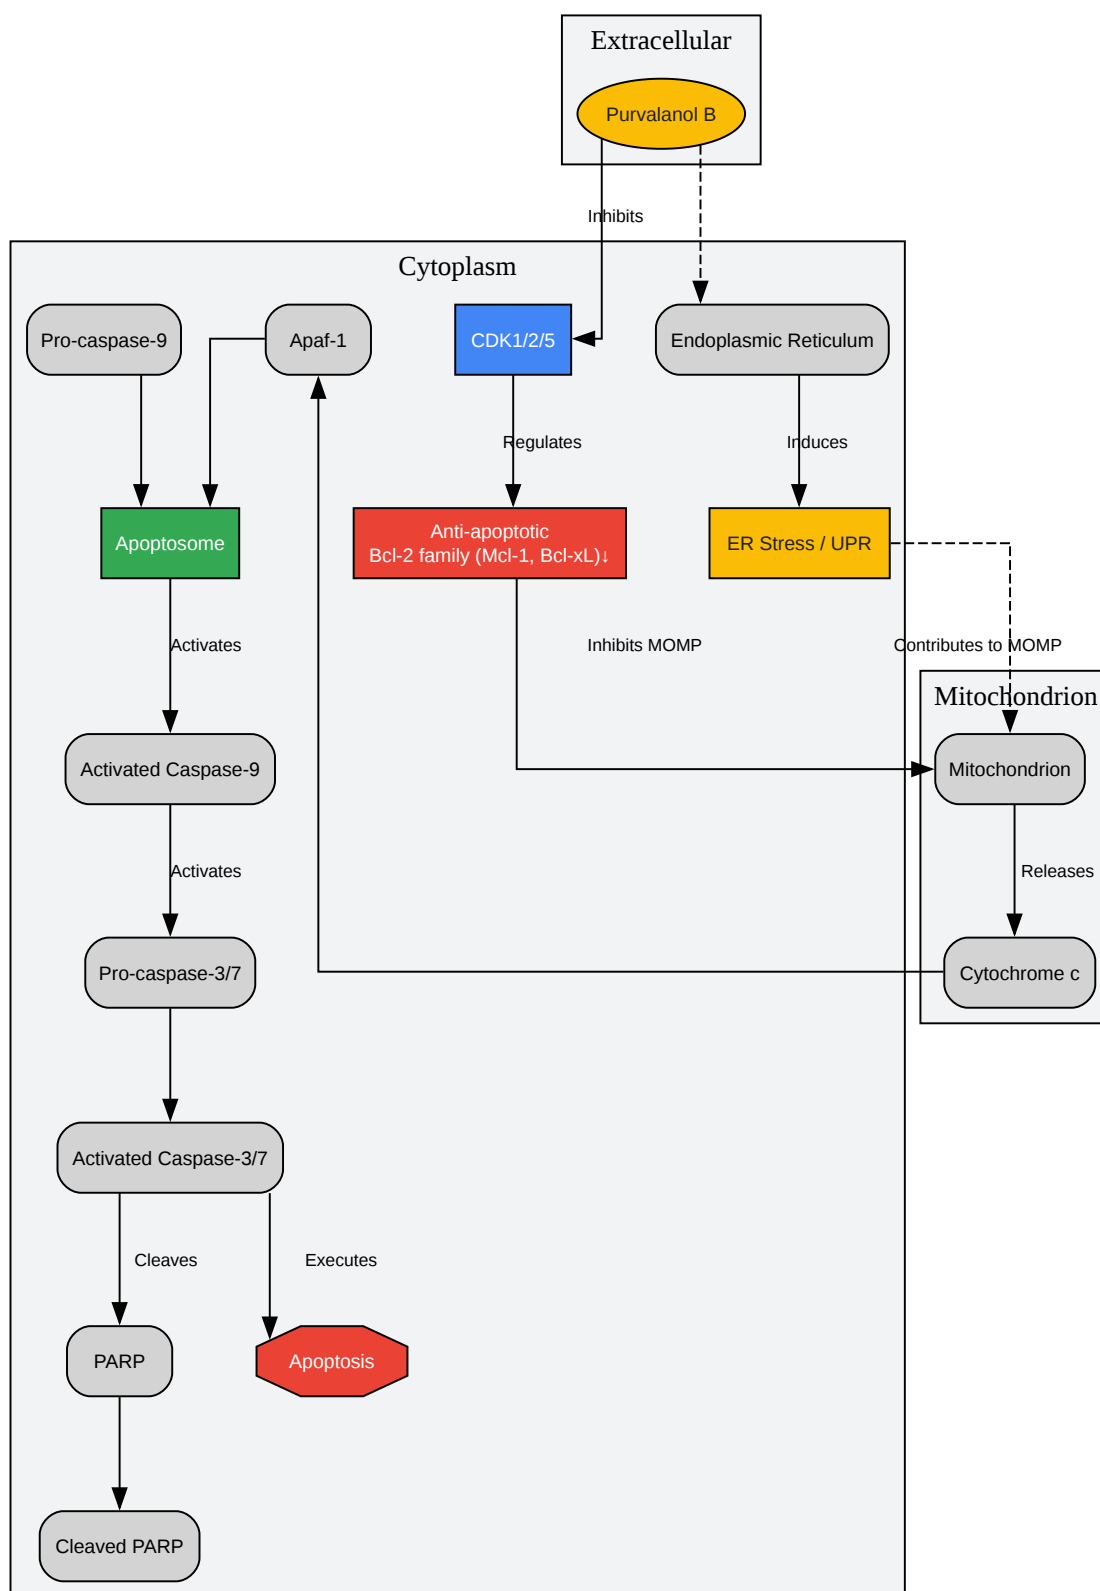 Extracellular
Purvalanol B
Inhibits
Cytoplasm
Pro-caspase-9
Apaf-1
CDK1/2/5
Endoplasmic Reticulum
Regulates
Induces
Apoptosome
Anti-apoptotic
Bcl-2 family (Mcl-1, Bcl-xL)↓
ER Stress / UPR
Activates
Inhibits MOMP
Contributes to MOMP
Mitochondrion
Activated Caspase-9
Mitochondrion
Activates
Releases
Pro-caspase-3/7
Cytochrome c
Activated Caspase-3/7
Cleaves
Executes
PARP
Apoptosis
Cleaved PARP